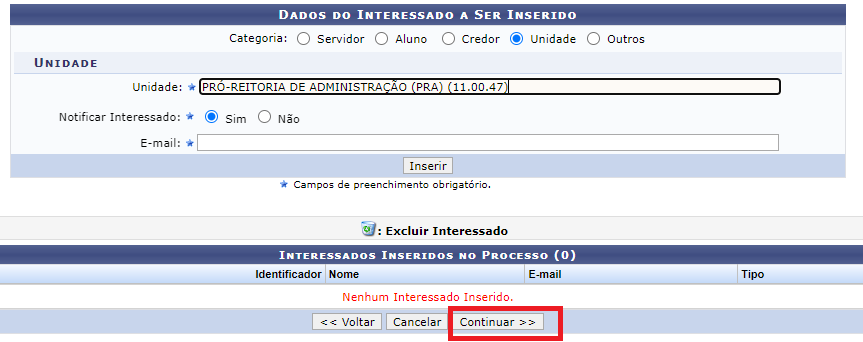 Dados do Interessado a Ser Inserido
Categoria: Servidor Aluno Credor Unidade Outros
Unidade
Unidade: PRÓ-REITORIA DE ADMINISTRAÇÃO (PRA) (11.00.47)
Notificar Interessado: Sim Não
E-mail:
Inserir
Campos de preenchimento obrigatório.
: Excluir Interessado
Interessados Inseridos no Processo (0)
Identificador Nome E-mail Tipo
Nenhum Interessado Inserido.
<< Voltar Cancelar Continuar >>